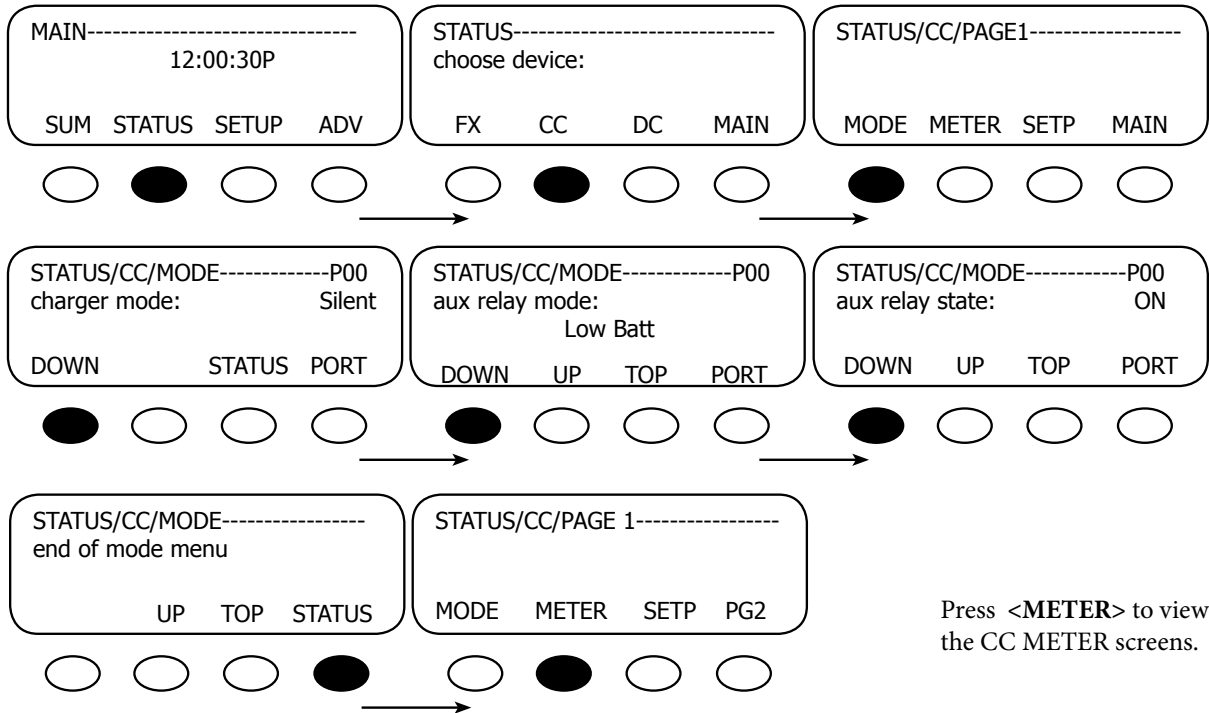 MAIN--------------------------------
12:00:30P
SUM STATUS SETUP ADV
STATUS-------------------------------
choose device:
FX CC DC MAIN
STATUS/CC/PAGE1------------------
MODE METER SETP MAIN
STATUS/CC/MODE-------------P00
charger mode: Silent
DOWN STATUS PORT
STATUS/CC/MODE-------------P00
aux relay mode:
Low Batt
DOWN UP TOP PORT
STATUS/CC/MODE------------P00
aux relay state: ON
DOWN UP TOP PORT
STATUS/CC/MODE-----------------
end of mode menu
UP TOP STATUS
STATUS/CC/PAGE 1-----------------
MODE METER SETP PG2
Press <METER> to view
the CC METER screens.